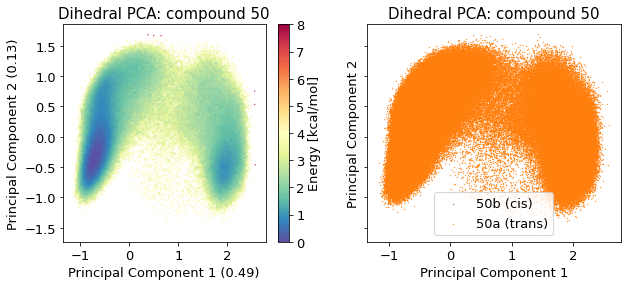 Dihedral PCA: compound 50
Principal Component 2 (0.13)
1.5
1.0
0.5
0.0
−0.5
−1.0
−1.5
−1
0
1
2
Principal Component 1 (0.49)
8
7
6
5
4
3
2
1
0
Energy [kcal/mol]
Dihedral PCA: compound 50
Principal Component 2
50b (cis)
50a (trans)
−1
0
1
2
Principal Component 1